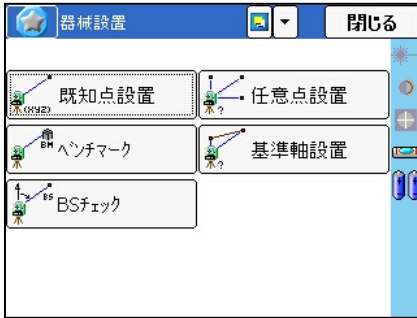 器械設置
閉じる
既知点設置
(XYZ)
任意点設置
?
BM
ﾍﾞﾝﾁﾏｰｸ
基準軸設置
?
BS
BSﾁｪｯｸ